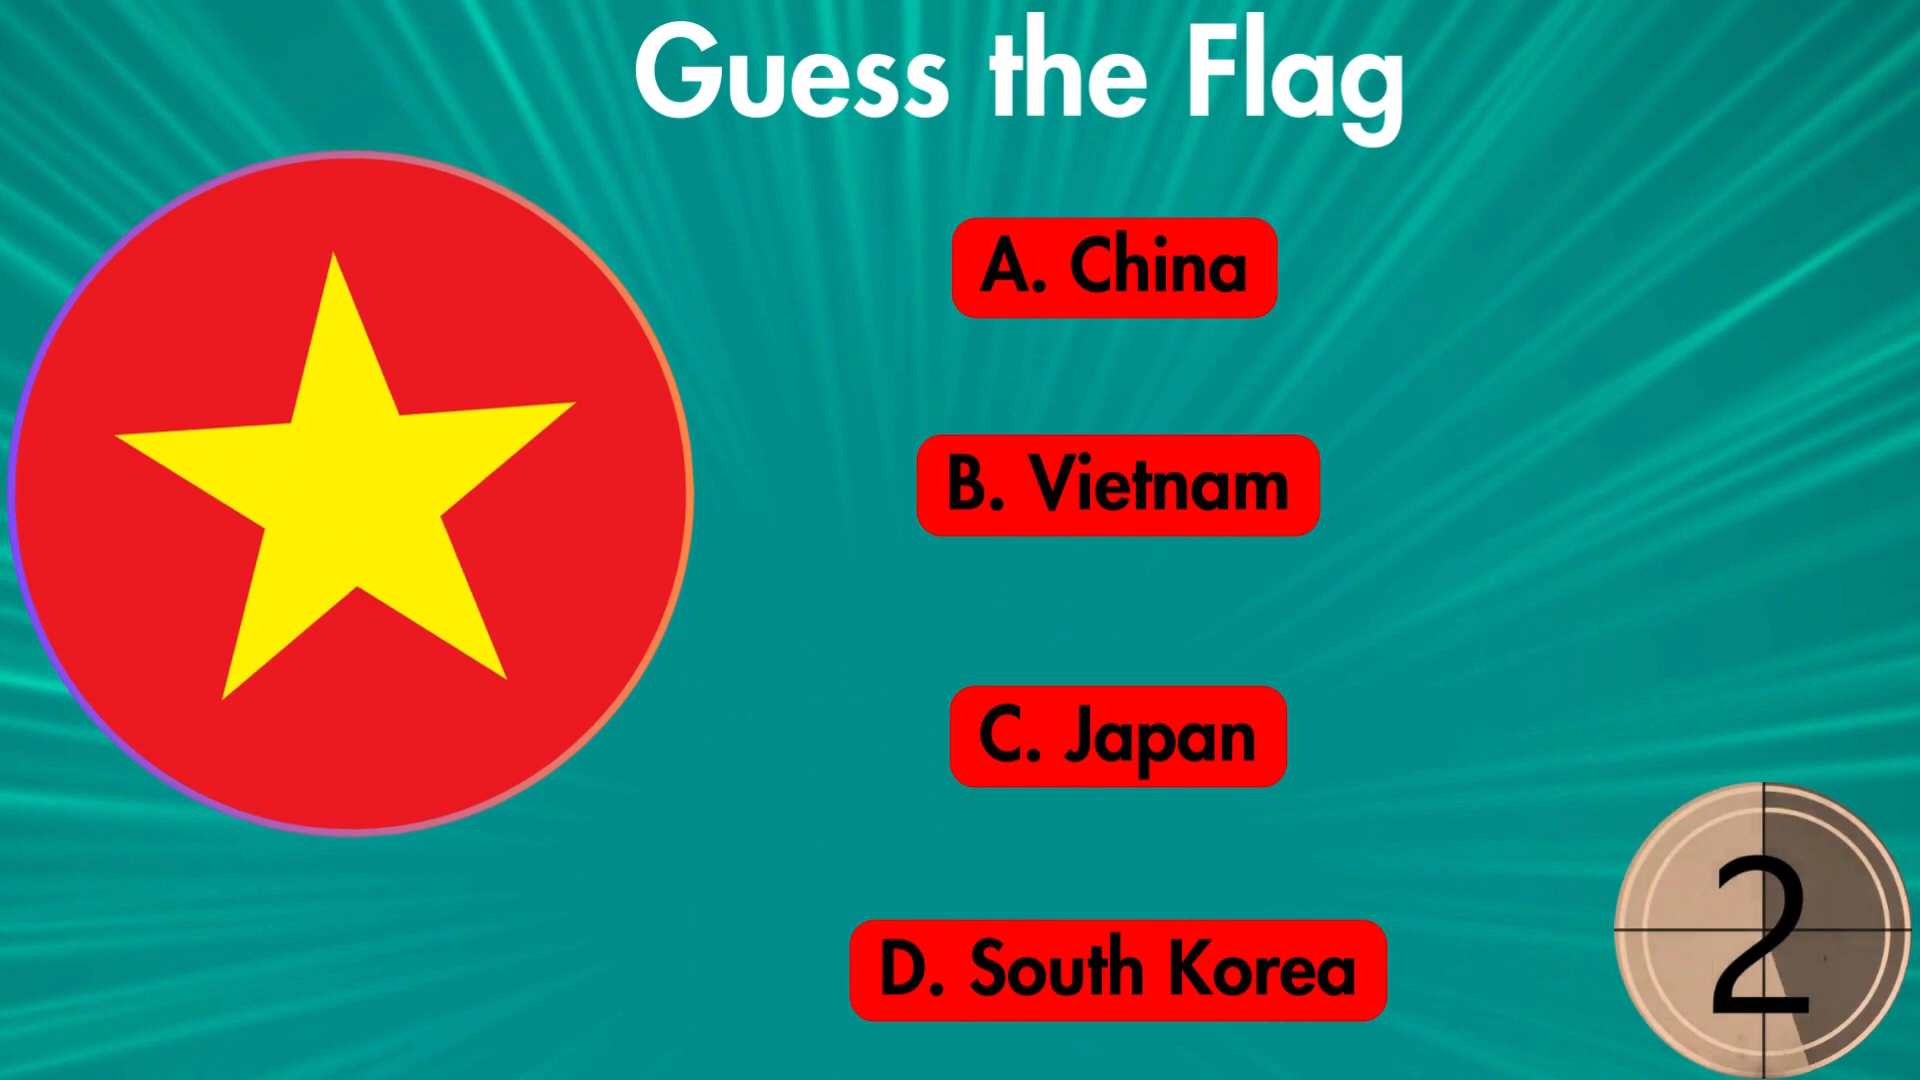 Guess the Flag
A. China
B. Vietnam
C. Japan
D. South Korea
2